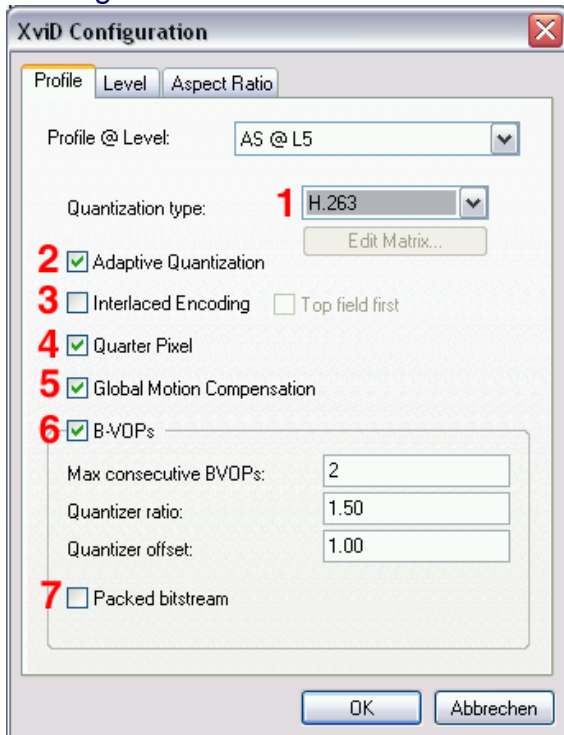 XviD Configuration
Profile Level Aspect Ratio
Profile @ Level: AS @ L5
Quantization type: 1 H.263
Edit Matrix...
2 Adaptive Quantization
3 Interlaced Encoding Top field first
4 Quarter Pixel
5 Global Motion Compensation
6 B-VOPs
Max consecutive BVOPs: 2
Quantizer ratio: 1.50
Quantizer offset: 1.00
7 Packed bitstream
OK Abbrechen